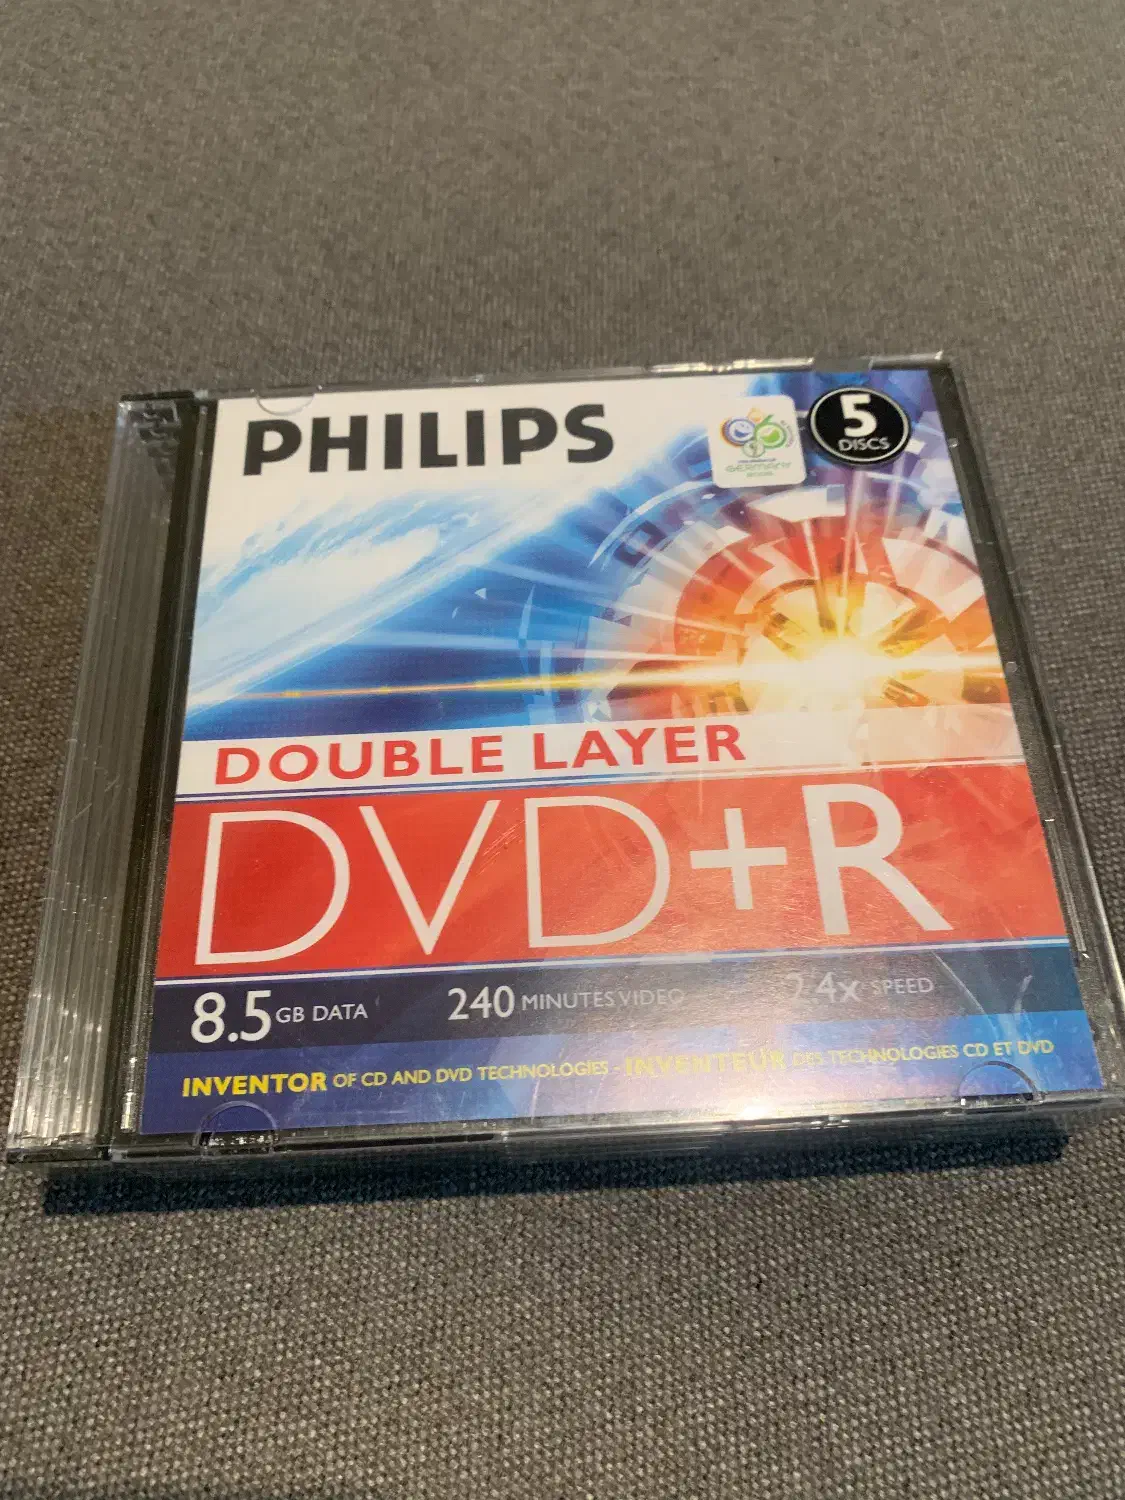 PHILIPS
5
DISCS
GERMANY
DOUBLE LAYER
DVD+R
8.5 GB DATA 240 MINUTES VIDEO 2.4x SPEED
INVENTOR OF CD AND DVD TECHNOLOGIES - INVENTEUR DES TECHNOLOGIES CD ET DVD